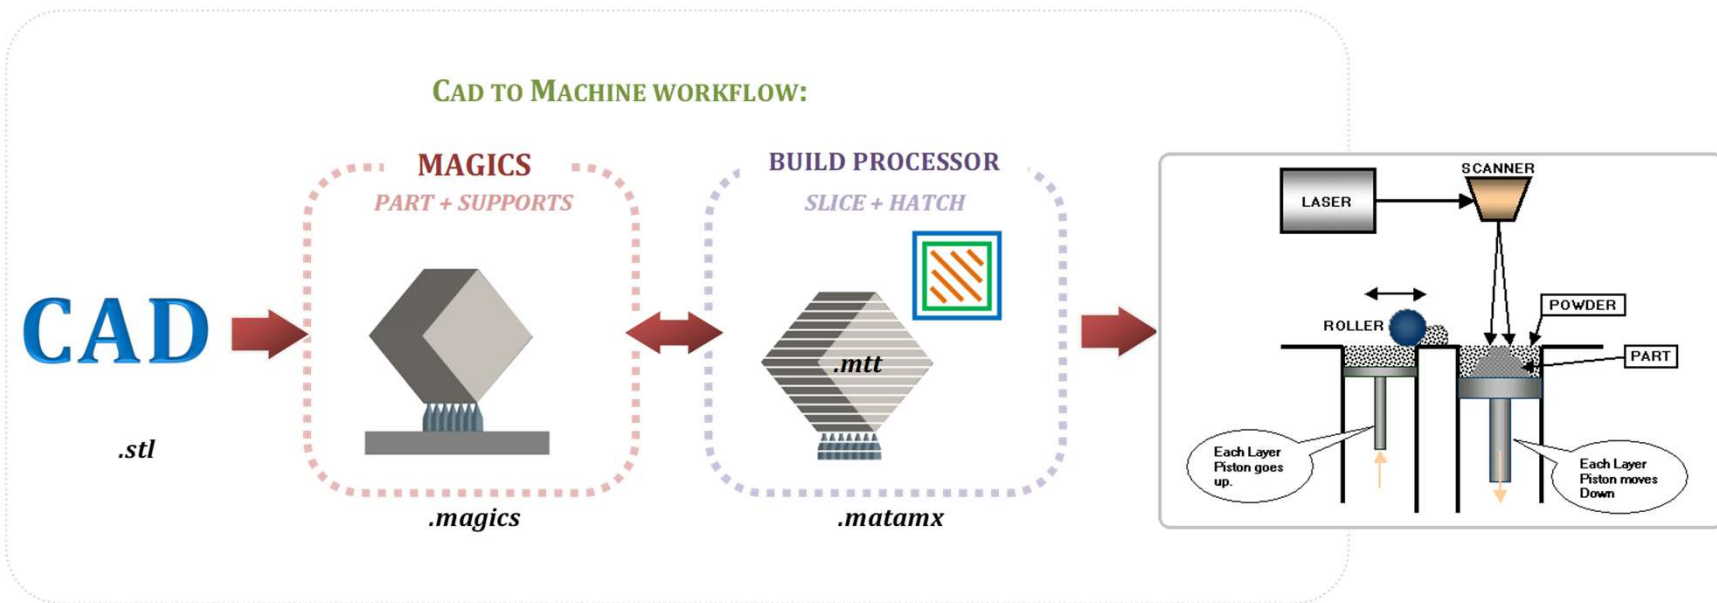 CAD TO MACHINE WORKFLOW:
CAD
.stl
MAGICS
PART + SUPPORTS
.magics
BUILD PROCESSOR
SLICE + HATCH
.mtt
.matamx
LASER
SCANNER
ROLLER
POWDER
PART
Each Layer
Piston goes
up.
Each Layer
Piston moves
Down